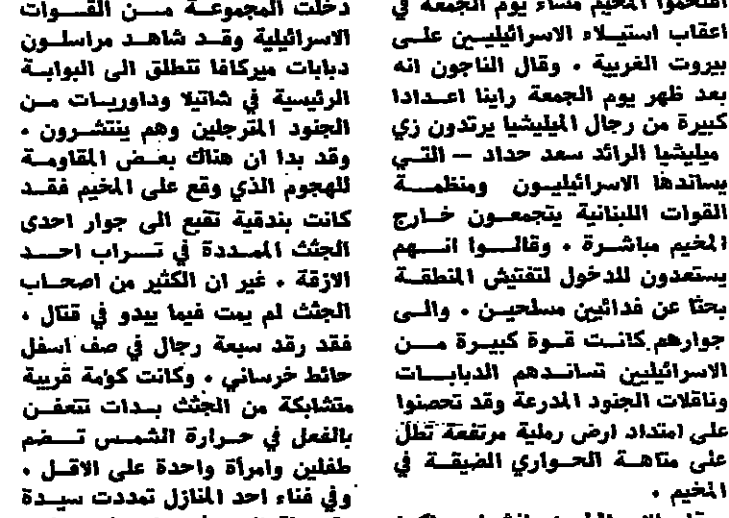 اقتحموا المخيم مساء يوم الجمعة في
اعقاب استيلاء الاسرائيليين على
بيروت الغربية . وقال الناجون انه
بعد ظهر يوم الجمعة راينا اعدادا
كبيرة من رجال الميليشيا يرتدون زي
ميليشيا الرائد سعد حداد — التي
يساندها الاسرائيليون ومنظمة
القوات اللبنانية يتجمعون خارج
المخيم مباشرة . وقالوا انهم
يستعدون للدخول لتفتيش المنطقة
بحثا عن فدائيين مسلحين . والى
جوارهم كانت قوة كبيرة من
الاسرائيليين تساندهم الدبابات
وناقلات الجنود المدرعة وقد تحصنوا
على امتداد ارض رملية مرتفعة تطل
على متاهة الحواري الضيقة في
المخيم .
دخلت المجموعة من القوات
الاسرائيلية وقد شاهد مراسلون
دبابات ميركافا تنطلق الى البوابة
الرئيسية في شاتيلا وداوريات من
الجنود المترجلين وهم ينتشرون .
وقد بدا ان هناك بعض المقاومة
للهجوم الذي وقع على المخيم فقد
كانت بندقية تقبع الى جوار احدى
الجثث الممددة في تراب احد
الازقة . غير ان الكثير من اصحاب
الجثث لم يمت فيما يبدو في قتال .
فقد رقد سبعة رجال في صف اسفل
حائط خرساني . وكانت كومة قريبة
متشابكة من الجثث بدات تتعفن
بالفعل في حرارة الشمس تضم
طفلين وامرأة واحدة على الاقل .
وفي فناء احد المنازل تمددت سيدة